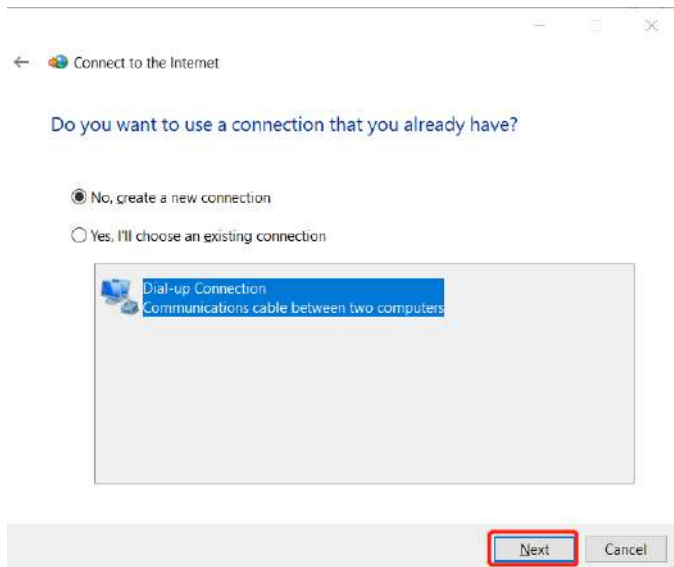 Connect to the Internet
Do you want to use a connection that you already have?
No, create a new connection
Yes, I'll choose an existing connection
Dial-up Connection
Communications cable between two computers
Next
Cancel